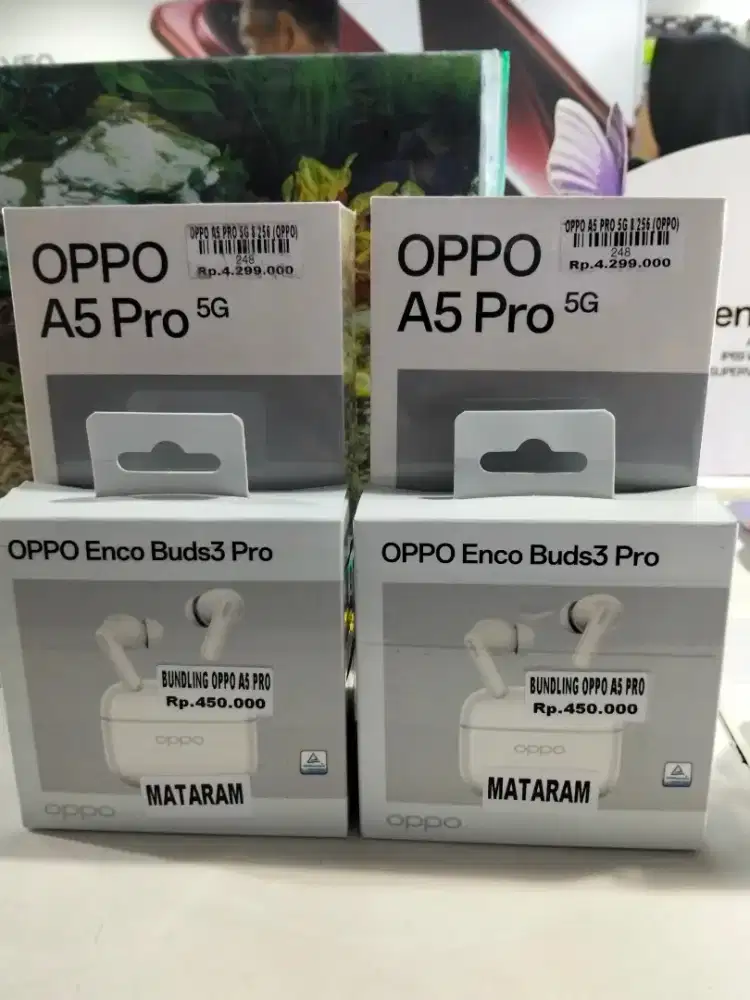 OPPO
A5 Pro 5G
OPPO A5 PRO 5G 8 256 (OPPO)
248
Rp.4.299.000
OPPO
A5 Pro 5G
OPPO A5 PRO 5G 8 256 (OPPO)
248
Rp.4.299.000
OPPO Enco Buds3 Pro
BUNDLING OPPO A5 PRO
Rp.450.000
oppo
MATARAM
oppo
OPPO Enco Buds3 Pro
BUNDLING OPPO A5 PRO
Rp.450.000
oppo
MATARAM
oppo